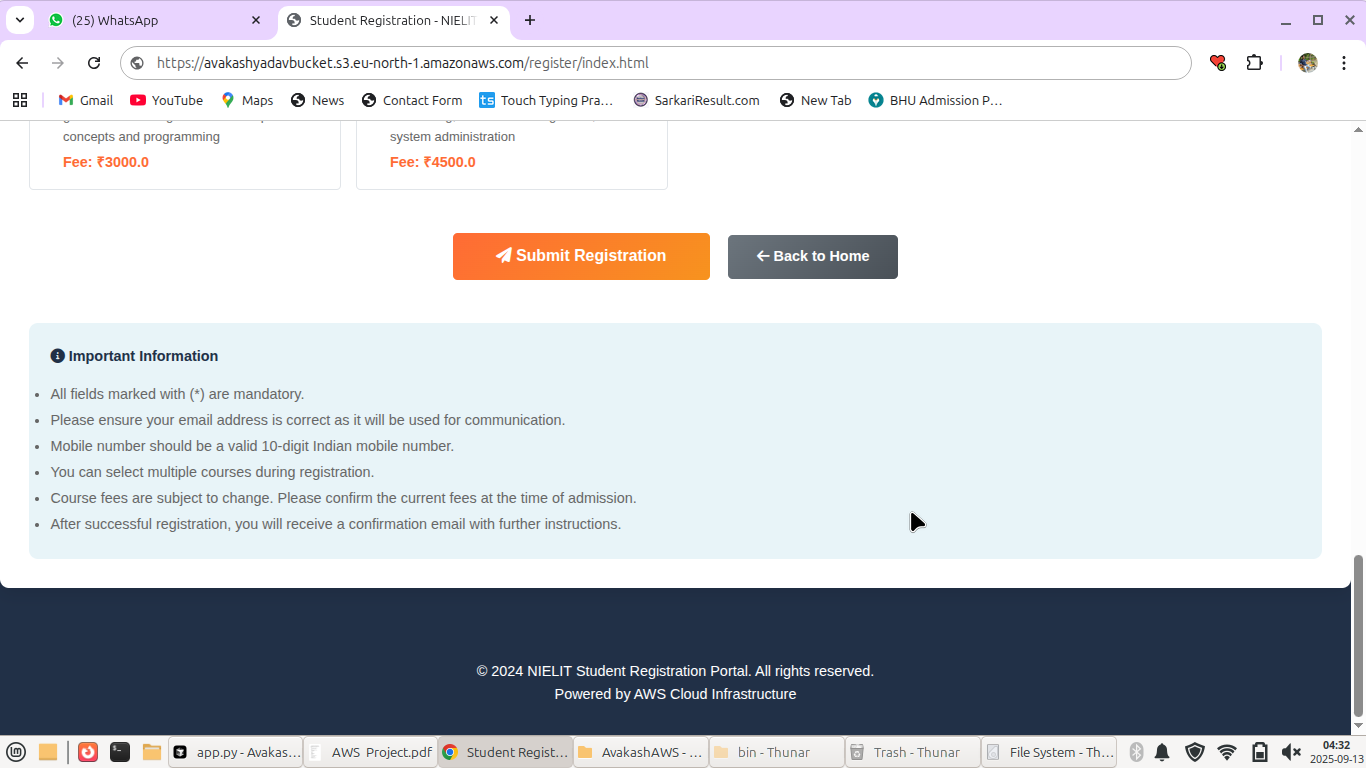 (25) WhatsApp
Student Registration - NIELIT
https://avakashyadavbucket.s3.eu-north-1.amazonaws.com/register/index.html
Gmail
YouTube
Maps
News
Contact Form
Touch Typing Pra…
SarkariResult.com
New Tab
BHU Admission P…
concepts and programming
Fee: ₹3000.0
system administration
Fee: ₹4500.0
Submit Registration
Back to Home
Important Information
All fields marked with (*) are mandatory.
Please ensure your email address is correct as it will be used for communication.
Mobile number should be a valid 10-digit Indian mobile number.
You can select multiple courses during registration.
Course fees are subject to change. Please confirm the current fees at the time of admission.
After successful registration, you will receive a confirmation email with further instructions.
© 2024 NIELIT Student Registration Portal. All rights reserved.
Powered by AWS Cloud Infrastructure
app.py - Avakas…
AWS Project.pdf
Student Regist…
AvakashAWS - …
bin - Thunar
Trash - Thunar
File System - Th…
04:32
2025-09-13